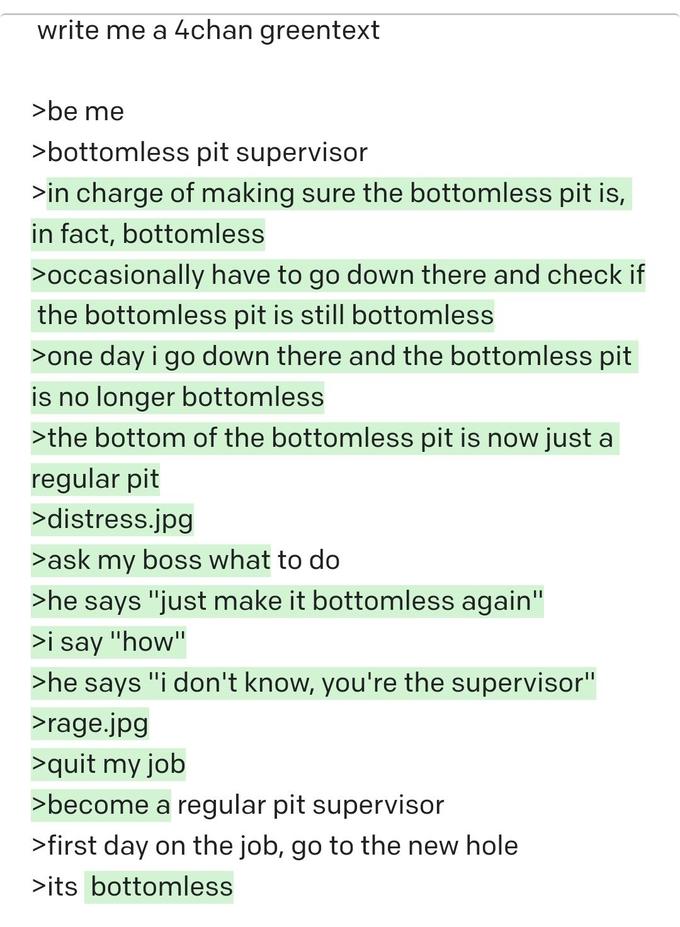 write me a 4chan greentext
>be me
>bottomless pit supervisor
>in charge of making sure the bottomless pit is,
in fact, bottomless
>occasionally have to go down there and check if
the bottomless pit is still bottomless
>one day i go down there and the bottomless pit
is no longer bottomless
>the bottom of the bottomless pit is now just a
regular pit
>distress.jpg
>ask my boss what to do
>he says "just make it bottomless again"
>i say "how"
>he says "i don't know, you're the supervisor"
>rage.jpg
>quit my job
>become a regular pit supervisor
>first day on the job, go to the new hole
>its bottomless